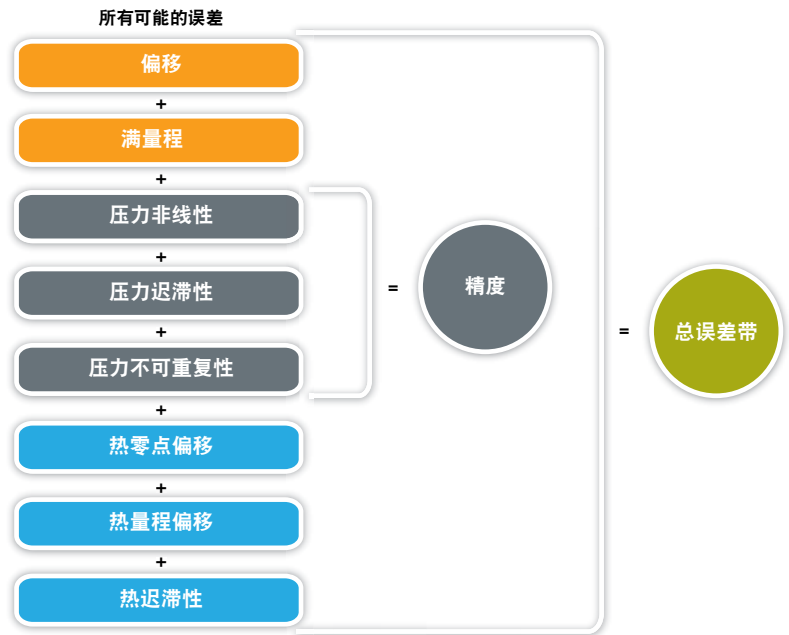 所有可能的误差
偏移
+
满量程
+
压力非线性
+
压力迟滞性
+
压力不可重复性
+
热零点偏移
+
热量程偏移
+
热迟滞性
=
精度
=
总误差带